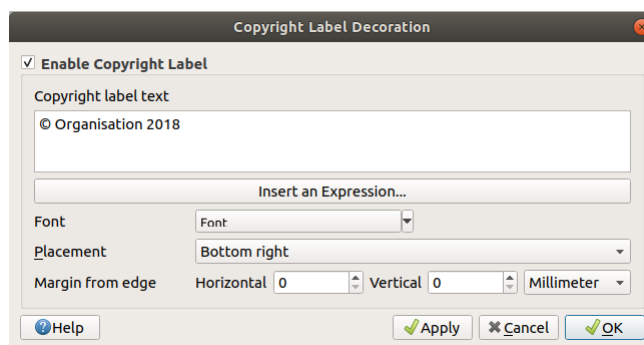 Copyright Label Decoration
Enable Copyright Label
Copyright label text
© Organisation 2018
Insert an Expression...
Font Font
Placement Bottom right
Margin from edge Horizontal 0 Vertical 0 Millimeter
Help Apply Cancel OK